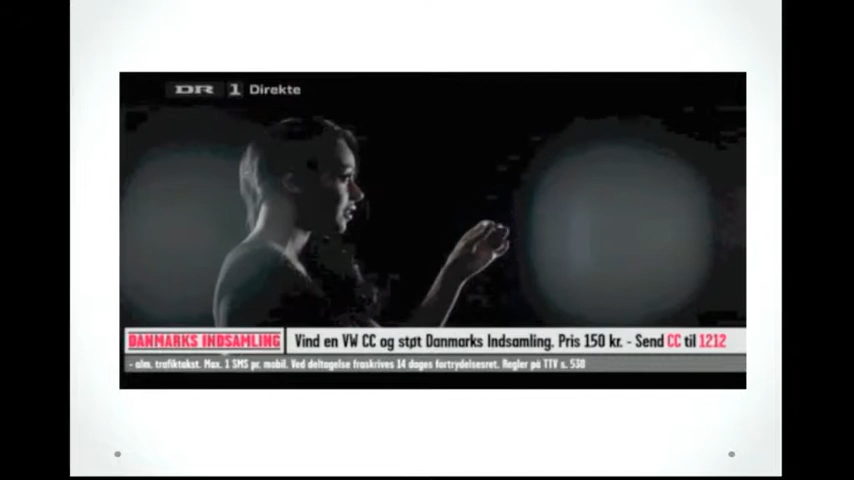 DR 1 Direkte
DANMARKS INDSAMLING Vind en VW CC og støt Danmarks Indsamling. Pris 150 kr. - Send CC til 1212
- alm. trafiktakst. Max. 1 SMS pr. mobil. Ved deltagelse fraskrives 14 dages fortrydelsesret. Regler på TTV s. 530